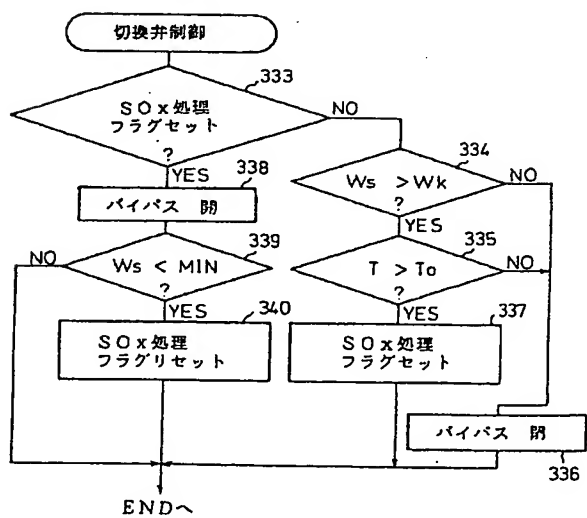 切換弁制御
333
SOx処理
フラグセット
?
NO
YES
338
バイパス 開
334
Ws > Wk
?
NO
YES
339
NO
Ws < MIN
?
YES
335
T > To
?
NO
YES
340
SOx処理
フラグリセット
337
SOx処理
フラグセット
バイパス 閉
336
ENDへ